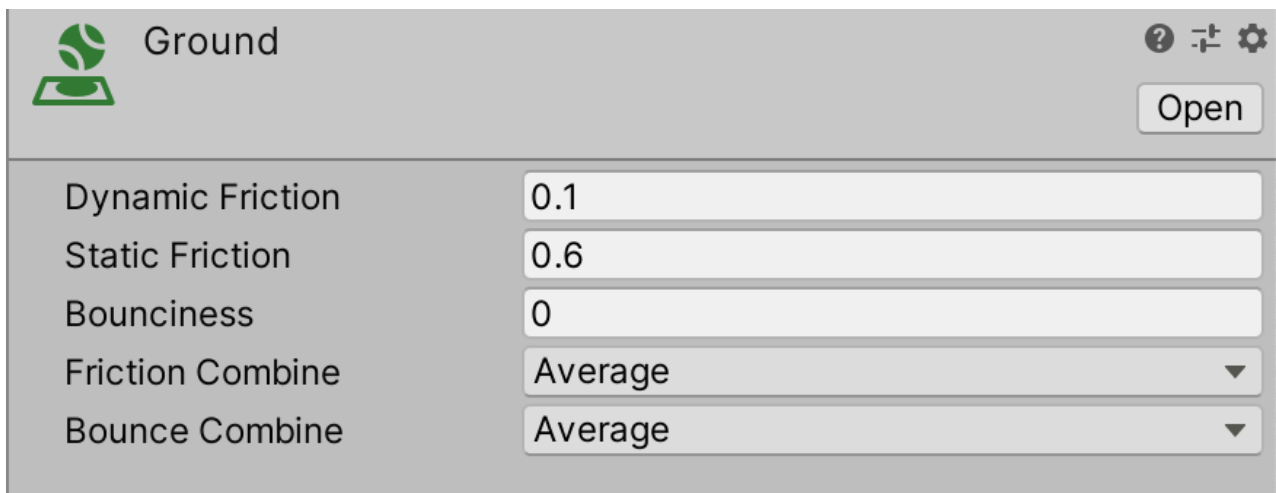 Ground
Open
Dynamic Friction 0.1
Static Friction 0.6
Bounciness 0
Friction Combine Average
Bounce Combine Average